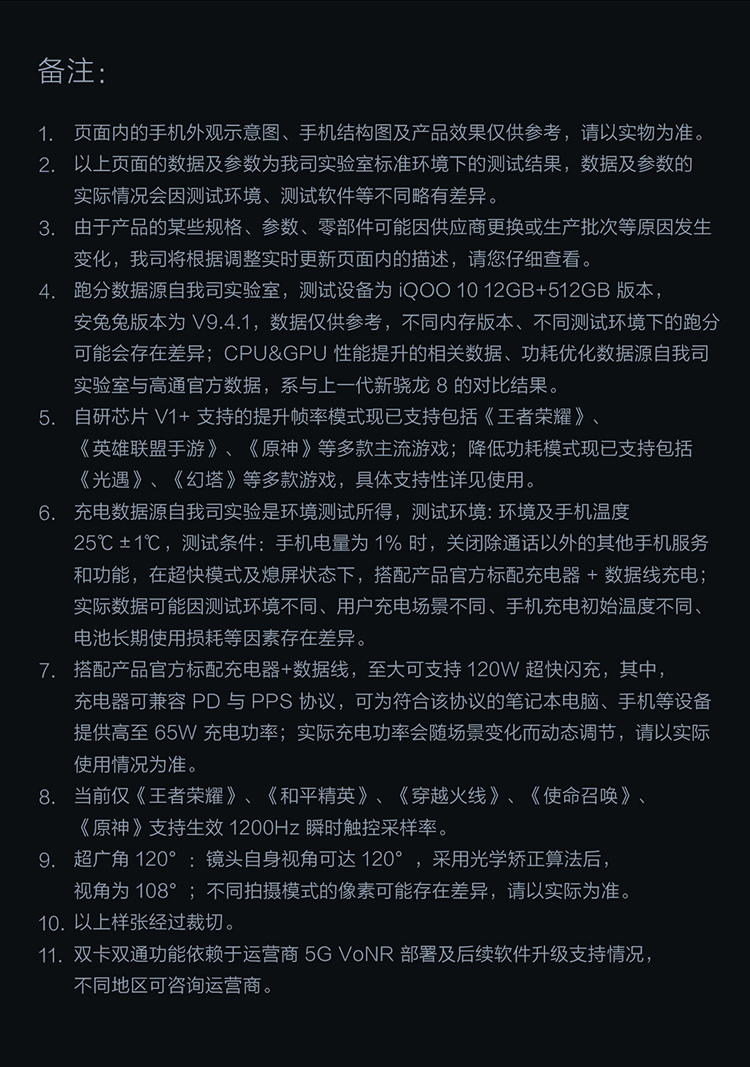 备注：
1. 页面内的手机外观示意图、手机结构图及产品效果仅供参考，请以实物为准。
2. 以上页面的数据及参数为我司实验室标准环境下的测试结果，数据及参数的
实际情况会因测试环境、测试软件等不同略有差异。
3. 由于产品的某些规格、参数、零部件可能因供应商更换或生产批次等原因发生
变化，我司将根据调整实时更新页面内的描述，请您仔细查看。
4. 跑分数据源自我司实验室，测试设备为 iQOO 10 12GB+512GB 版本，
安兔兔版本为 V9.4.1，数据仅供参考，不同内存版本、不同测试环境下的跑分
可能会存在差异；CPU&GPU 性能提升的相关数据、功耗优化数据源自我司
实验室与高通官方数据，系与上一代新骁龙 8 的对比结果。
5. 自研芯片 V1+ 支持的提升帧率模式现已支持包括《王者荣耀》、
《英雄联盟手游》、《原神》等多款主流游戏；降低功耗模式现已支持包括
《光遇》、《幻塔》等多款游戏，具体支持性详见使用。
6. 充电数据源自我司实验是环境测试所得，测试环境: 环境及手机温度
25℃ ±1℃，测试条件：手机电量为 1% 时，关闭除通话以外的其他手机服务
和功能，在超快模式及熄屏状态下，搭配产品官方标配充电器 + 数据线充电；
实际数据可能因测试环境不同、用户充电场景不同、手机充电初始温度不同、
电池长期使用损耗等因素存在差异。
7. 搭配产品官方标配充电器+数据线，至大可支持 120W 超快闪充，其中，
充电器可兼容 PD 与 PPS 协议，可为符合该协议的笔记本电脑、手机等设备
提供高至 65W 充电功率；实际充电功率会随场景变化而动态调节，请以实际
使用情况为准。
8. 当前仅《王者荣耀》、《和平精英》、《穿越火线》、《使命召唤》、
《原神》支持生效 1200Hz 瞬时触控采样率。
9. 超广角 120°：镜头自身视角可达 120°，采用光学矫正算法后，
视角为 108°；不同拍摄模式的像素可能存在差异，请以实际为准。
10. 以上样张经过裁切。
11. 双卡双通功能依赖于运营商 5G VoNR 部署及后续软件升级支持情况，
不同地区可咨询运营商。